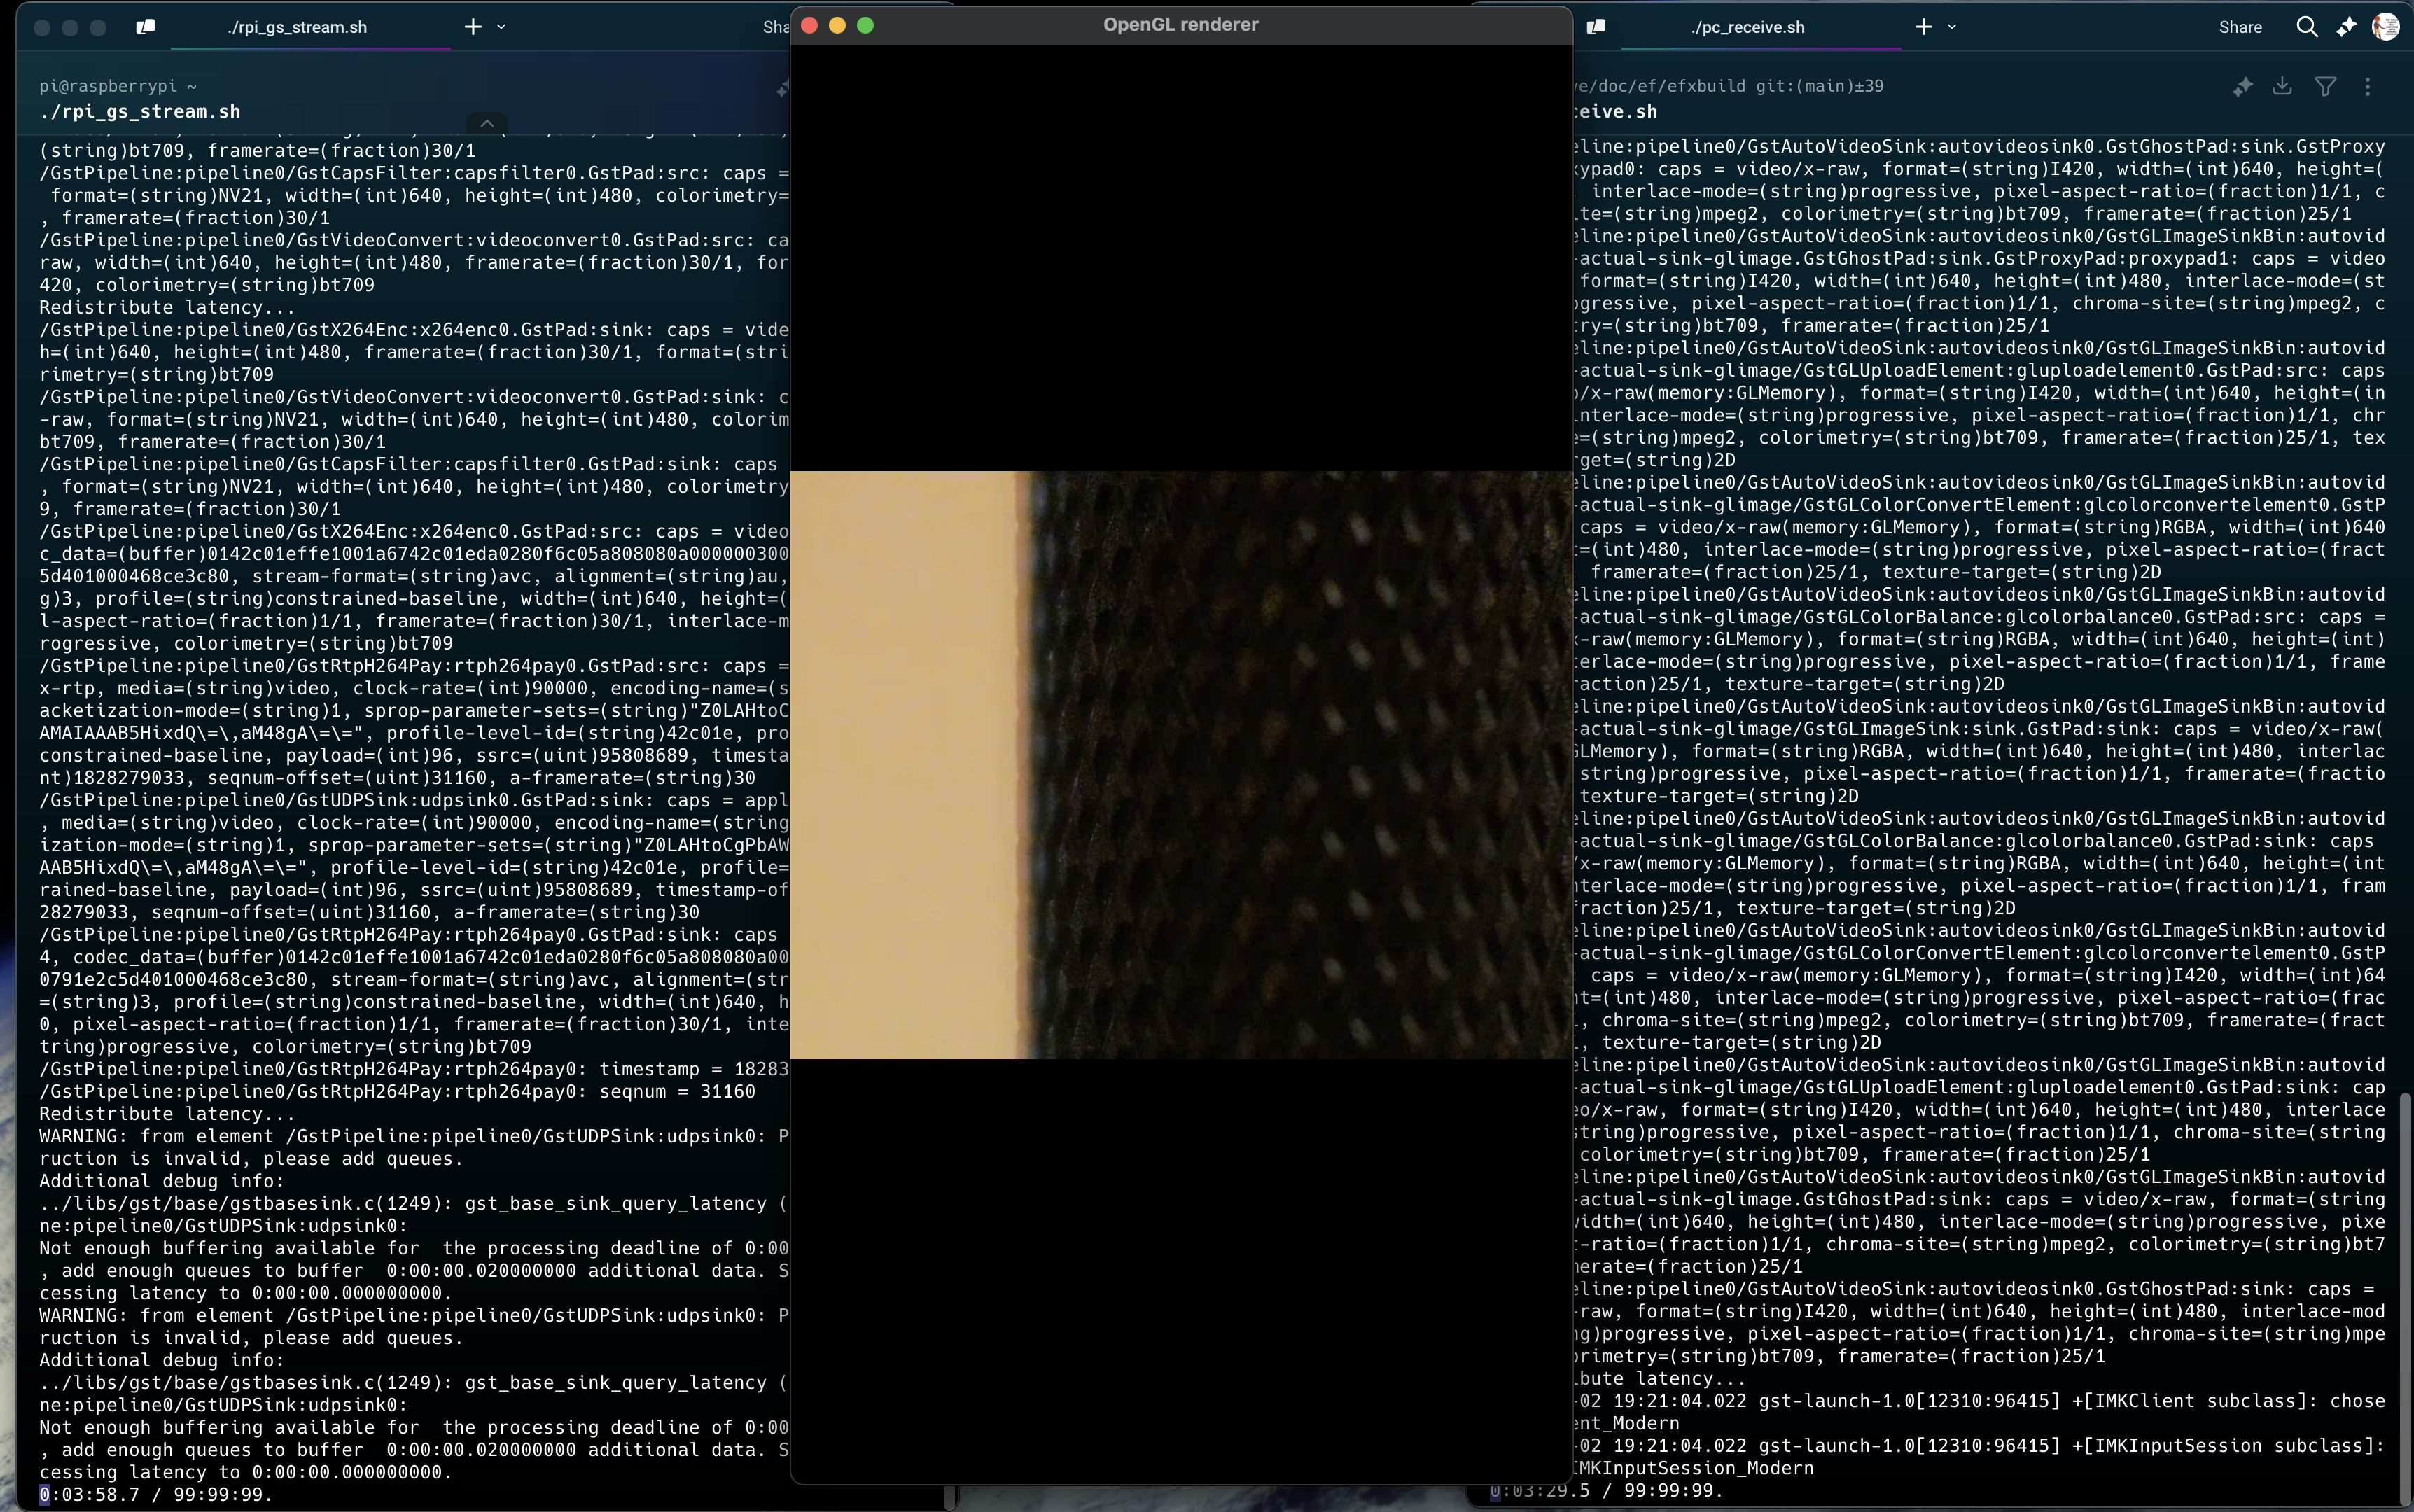 ./rpi_gs_stream.sh
pi@raspberrypi ~
./rpi_gs_stream.sh
(string)bt709, framerate=(fraction)30/1
/GstPipeline:pipeline0/GstCapsFilter:capsfilter0.GstPad:src: caps =
format=(string)NV21, width=(int)640, height=(int)480, colorimetry=
, framerate=(fraction)30/1
/GstPipeline:pipeline0/GstVideoConvert:videoconvert0.GstPad:src: ca
raw, width=(int)640, height=(int)480, framerate=(fraction)30/1, for
420, colorimetry=(string)bt709
Redistribute latency...
/GstPipeline:pipeline0/GstX264Enc:x264enc0.GstPad:sink: caps = vide
h=(int)640, height=(int)480, framerate=(fraction)30/1, format=(stri
rimetry=(string)bt709
/GstPipeline:pipeline0/GstVideoConvert:videoconvert0.GstPad:sink: c
-raw, format=(string)NV21, width=(int)640, height=(int)480, colorim
bt709, framerate=(fraction)30/1
/GstPipeline:pipeline0/GstCapsFilter:capsfilter0.GstPad:sink: caps
, format=(string)NV21, width=(int)640, height=(int)480, colorimetry
9, framerate=(fraction)30/1
/GstPipeline:pipeline0/GstX264Enc:x264enc0.GstPad:src: caps = video
c_data=(buffer)0142c01effe1001a6742c01eda0280f6c05a808080a000000300
5d401000468ce3c80, stream-format=(string)avc, alignment=(string)au,
g)3, profile=(string)constrained-baseline, width=(int)640, height=(
l-aspect-ratio=(fraction)1/1, framerate=(fraction)30/1, interlace-m
rogressive, colorimetry=(string)bt709
/GstPipeline:pipeline0/GstRtpH264Pay:rtph264pay0.GstPad:src: caps =
x-rtp, media=(string)video, clock-rate=(int)90000, encoding-name=(s
acketization-mode=(string)1, sprop-parameter-sets=(string)"Z0LAHtoC
AMAIAAAB5HixdQ\=\,aM48gA\=\=", profile-level-id=(string)42c01e, pro
constrained-baseline, payload=(int)96, ssrc=(uint)95808689, timesta
nt)1828279033, seqnum-offset=(uint)31160, a-framerate=(string)30
/GstPipeline:pipeline0/GstUDPSink:udpsink0.GstPad:sink: caps = appl
, media=(string)video, clock-rate=(int)90000, encoding-name=(string
ization-mode=(string)1, sprop-parameter-sets=(string)"Z0LAHtoCgPbAW
AAB5HixdQ\=\,aM48gA\=\=", profile-level-id=(string)42c01e, profile=
rained-baseline, payload=(int)96, ssrc=(uint)95808689, timestamp-of
28279033, seqnum-offset=(uint)31160, a-framerate=(string)30
/GstPipeline:pipeline0/GstRtpH264Pay:rtph264pay0.GstPad:sink: caps
4, codec_data=(buffer)0142c01effe1001a6742c01eda0280f6c05a808080a00
0791e2c5d401000468ce3c80, stream-format=(string)avc, alignment=(str
=(string)3, profile=(string)constrained-baseline, width=(int)640, h
0, pixel-aspect-ratio=(fraction)1/1, framerate=(fraction)30/1, inte
tring)progressive, colorimetry=(string)bt709
/GstPipeline:pipeline0/GstRtpH264Pay:rtph264pay0: timestamp = 18283
/GstPipeline:pipeline0/GstRtpH264Pay:rtph264pay0: seqnum = 31160
Redistribute latency...
WARNING: from element /GstPipeline:pipeline0/GstUDPSink:udpsink0: P
ruction is invalid, please add queues.
Additional debug info:
../libs/gst/base/gstbasesink.c(1249): gst_base_sink_query_latency (
ne:pipeline0/GstUDPSink:udpsink0:
Not enough buffering available for  the processing deadline of 0:00
, add enough queues to buffer  0:00:00.020000000 additional data. S
cessing latency to 0:00:00.000000000.
WARNING: from element /GstPipeline:pipeline0/GstUDPSink:udpsink0: P
ruction is invalid, please add queues.
Additional debug info:
../libs/gst/base/gstbasesink.c(1249): gst_base_sink_query_latency (
ne:pipeline0/GstUDPSink:udpsink0:
Not enough buffering available for  the processing deadline of 0:00
, add enough queues to buffer  0:00:00.020000000 additional data. S
cessing latency to 0:00:00.000000000.
0:03:58.7 / 99:99:99.
Sha
OpenGL renderer
./pc_receive.sh
Share
ve/doc/ef/efxbuild git:(main)±39
ceive.sh
eline:pipeline0/GstAutoVideoSink:autovideosink0.GstGhostPad:sink.GstProxy
xypad0: caps = video/x-raw, format=(string)I420, width=(int)640, height=(
, interlace-mode=(string)progressive, pixel-aspect-ratio=(fraction)1/1, c
ite=(string)mpeg2, colorimetry=(string)bt709, framerate=(fraction)25/1
eline:pipeline0/GstAutoVideoSink:autovideosink0/GstGLImageSinkBin:autovid
-actual-sink-glimage.GstGhostPad:sink.GstProxyPad:proxypad1: caps = video
format=(string)I420, width=(int)640, height=(int)480, interlace-mode=(st
ogressive, pixel-aspect-ratio=(fraction)1/1, chroma-site=(string)mpeg2, c
ry=(string)bt709, framerate=(fraction)25/1
eline:pipeline0/GstAutoVideoSink:autovideosink0/GstGLImageSinkBin:autovid
-actual-sink-glimage/GstGLUploadElement:gluploadelement0.GstPad:src: caps
o/x-raw(memory:GLMemory), format=(string)I420, width=(int)640, height=(in
interlace-mode=(string)progressive, pixel-aspect-ratio=(fraction)1/1, chr
e=(string)mpeg2, colorimetry=(string)bt709, framerate=(fraction)25/1, tex
rget=(string)2D
eline:pipeline0/GstAutoVideoSink:autovideosink0/GstGLImageSinkBin:autovid
-actual-sink-glimage/GstGLColorConvertElement:glcolorconvertelement0.GstP
caps = video/x-raw(memory:GLMemory), format=(string)RGBA, width=(int)640
=(int)480, interlace-mode=(string)progressive, pixel-aspect-ratio=(fract
, framerate=(fraction)25/1, texture-target=(string)2D
eline:pipeline0/GstAutoVideoSink:autovideosink0/GstGLImageSinkBin:autovid
-actual-sink-glimage/GstGLColorBalance:glcolorbalance0.GstPad:src: caps =
x-raw(memory:GLMemory), format=(string)RGBA, width=(int)640, height=(int)
terlace-mode=(string)progressive, pixel-aspect-ratio=(fraction)1/1, frame
raction)25/1, texture-target=(string)2D
eline:pipeline0/GstAutoVideoSink:autovideosink0/GstGLImageSinkBin:autovid
-actual-sink-glimage/GstGLImageSink:sink.GstPad:sink: caps = video/x-raw(
GLMemory), format=(string)RGBA, width=(int)640, height=(int)480, interlac
string)progressive, pixel-aspect-ratio=(fraction)1/1, framerate=(fractio
texture-target=(string)2D
eline:pipeline0/GstAutoVideoSink:autovideosink0/GstGLImageSinkBin:autovid
-actual-sink-glimage/GstGLColorBalance:glcolorbalance0.GstPad:sink: caps
/x-raw(memory:GLMemory), format=(string)RGBA, width=(int)640, height=(int
nterlace-mode=(string)progressive, pixel-aspect-ratio=(fraction)1/1, fram
fraction)25/1, texture-target=(string)2D
eline:pipeline0/GstAutoVideoSink:autovideosink0/GstGLImageSinkBin:autovid
-actual-sink-glimage/GstGLColorConvertElement:glcolorconvertelement0.GstP
caps = video/x-raw(memory:GLMemory), format=(string)I420, width=(int)64
ht=(int)480, interlace-mode=(string)progressive, pixel-aspect-ratio=(frac
1, chroma-site=(string)mpeg2, colorimetry=(string)bt709, framerate=(fract
1, texture-target=(string)2D
eline:pipeline0/GstAutoVideoSink:autovideosink0/GstGLImageSinkBin:autovid
-actual-sink-glimage/GstGLUploadElement:gluploadelement0.GstPad:sink: cap
eo/x-raw, format=(string)I420, width=(int)640, height=(int)480, interlace
string)progressive, pixel-aspect-ratio=(fraction)1/1, chroma-site=(string
colorimetry=(string)bt709, framerate=(fraction)25/1
eline:pipeline0/GstAutoVideoSink:autovideosink0/GstGLImageSinkBin:autovid
-actual-sink-glimage.GstGhostPad:sink: caps = video/x-raw, format=(string
width=(int)640, height=(int)480, interlace-mode=(string)progressive, pixe
t-ratio=(fraction)1/1, chroma-site=(string)mpeg2, colorimetry=(string)bt7
merate=(fraction)25/1
eline:pipeline0/GstAutoVideoSink:autovideosink0.GstGhostPad:sink: caps =
-raw, format=(string)I420, width=(int)640, height=(int)480, interlace-mod
ng)progressive, pixel-aspect-ratio=(fraction)1/1, chroma-site=(string)mpe
orimetry=(string)bt709, framerate=(fraction)25/1
ibute latency...
-02 19:21:04.022 gst-launch-1.0[12310:96415] +[IMKClient subclass]: chose
ent_Modern
-02 19:21:04.022 gst-launch-1.0[12310:96415] +[IMKInputSession subclass]:
IMKInputSession_Modern
0:03:29.5 / 99:99:99.